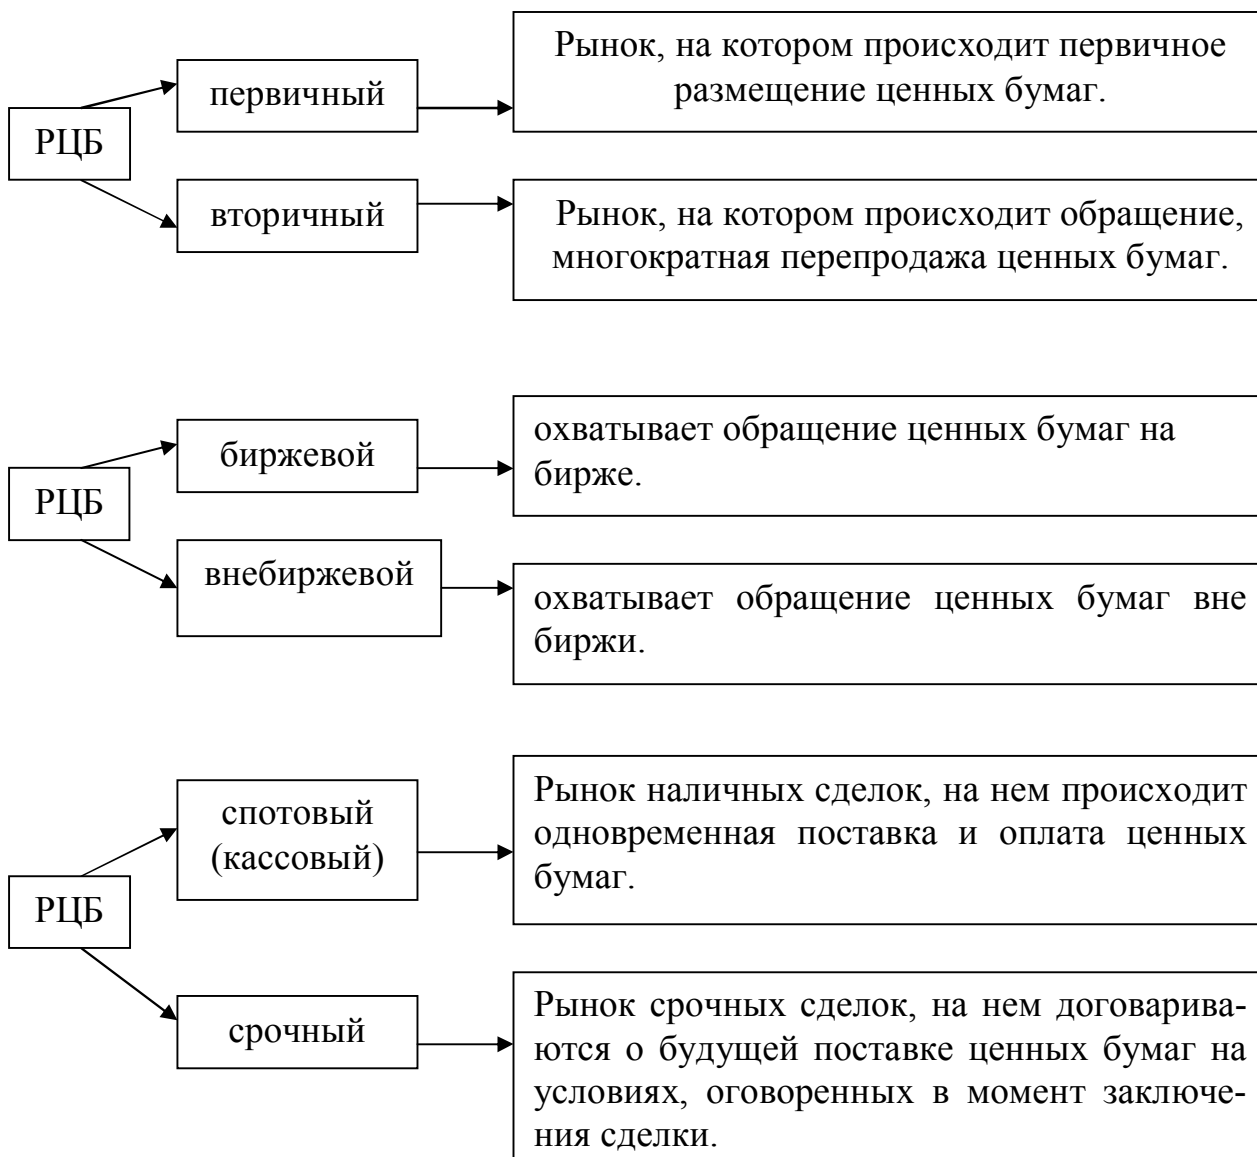 РЦБ
первичный
Рынок, на котором происходит первичное
размещение ценных бумаг.
вторичный
Рынок, на котором происходит обращение,
многократная перепродажа ценных бумаг.
РЦБ
биржевой
охватывает обращение ценных бумаг на
бирже.
внебиржевой
охватывает обращение ценных бумаг вне
биржи.
РЦБ
спотовый
(кассовый)
Рынок наличных сделок, на нем происходит
одновременная поставка и оплата ценных
бумаг.
срочный
Рынок срочных сделок, на нем договарива-
ются о будущей поставке ценных бумаг на
условиях, оговоренных в момент заключе-
ния сделки.